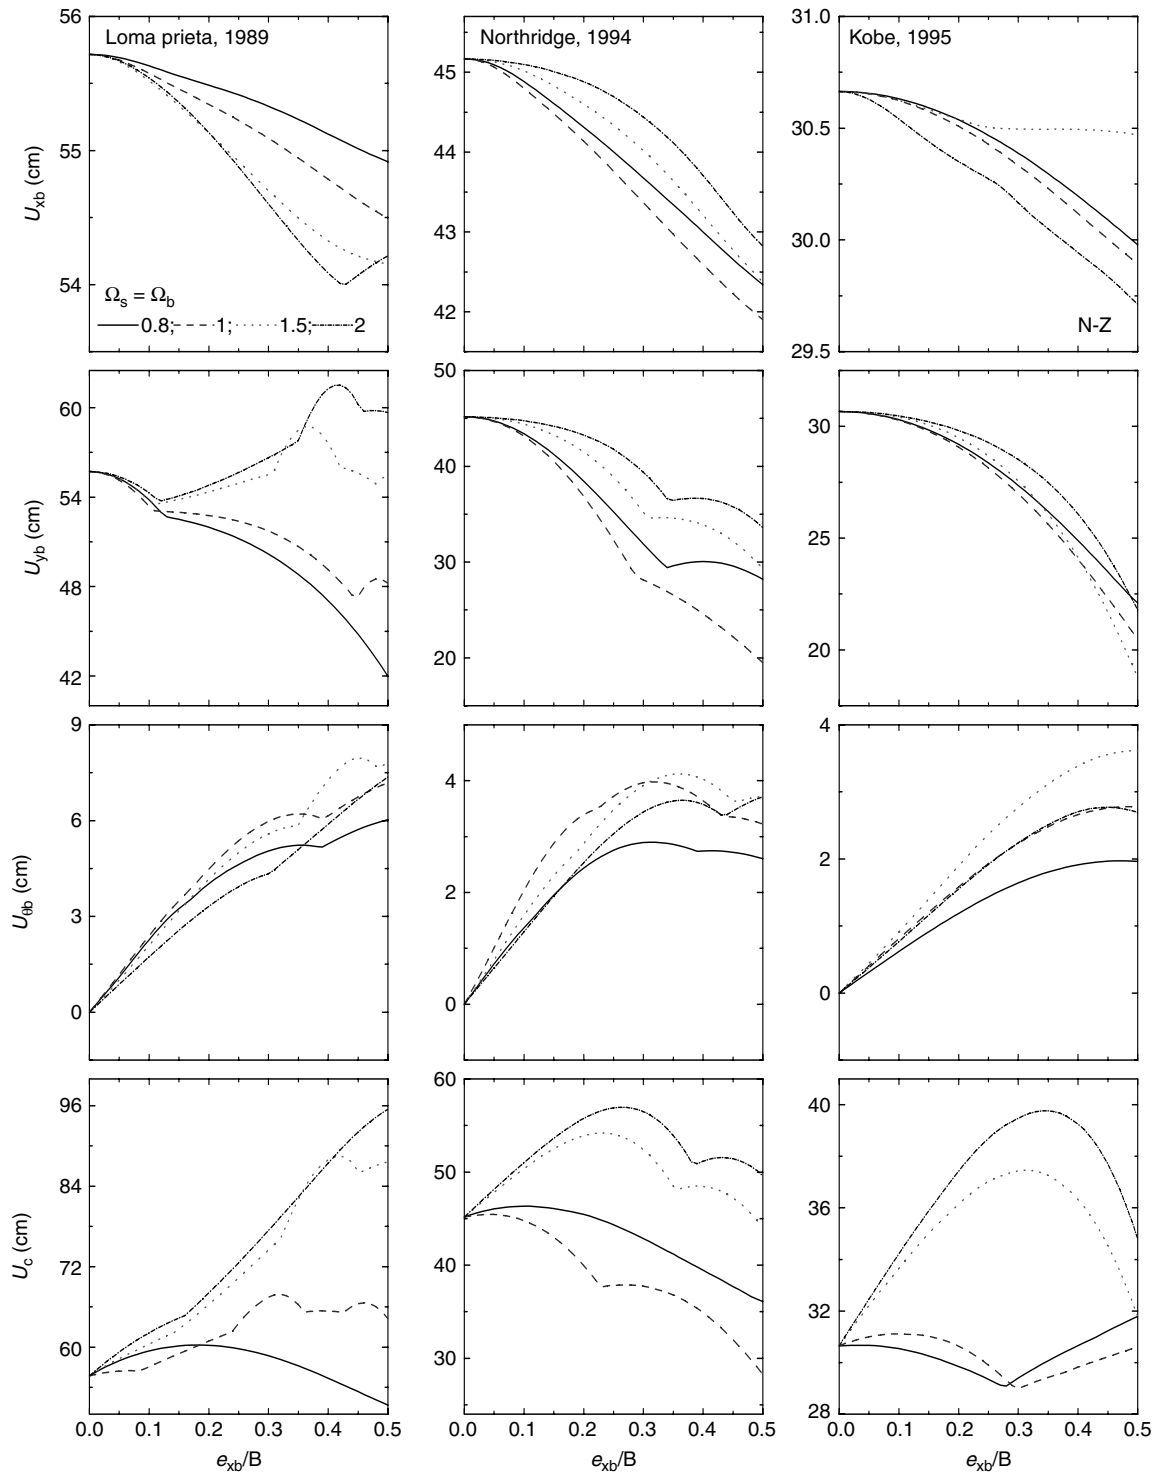 Loma prieta, 1989
Northridge, 1994
Kobe, 1995
56
55
54
U_xb (cm)
Ω_s = Ω_b
0.8; 1; 1.5; 2
45
44
43
42
31.0
30.5
30.0
29.5
N-Z
60
54
48
42
U_yb (cm)
50
40
30
20
30
25
20
9
6
3
0
U_θb (cm)
4
2
0
4
2
0
96
84
72
60
U_c (cm)
60
50
40
30
40
36
32
28
0.0 0.1 0.2 0.3 0.4 0.5
0.0 0.1 0.2 0.3 0.4 0.5
0.0 0.1 0.2 0.3 0.4 0.5
e_xb/B
e_xb/B
e_xb/B